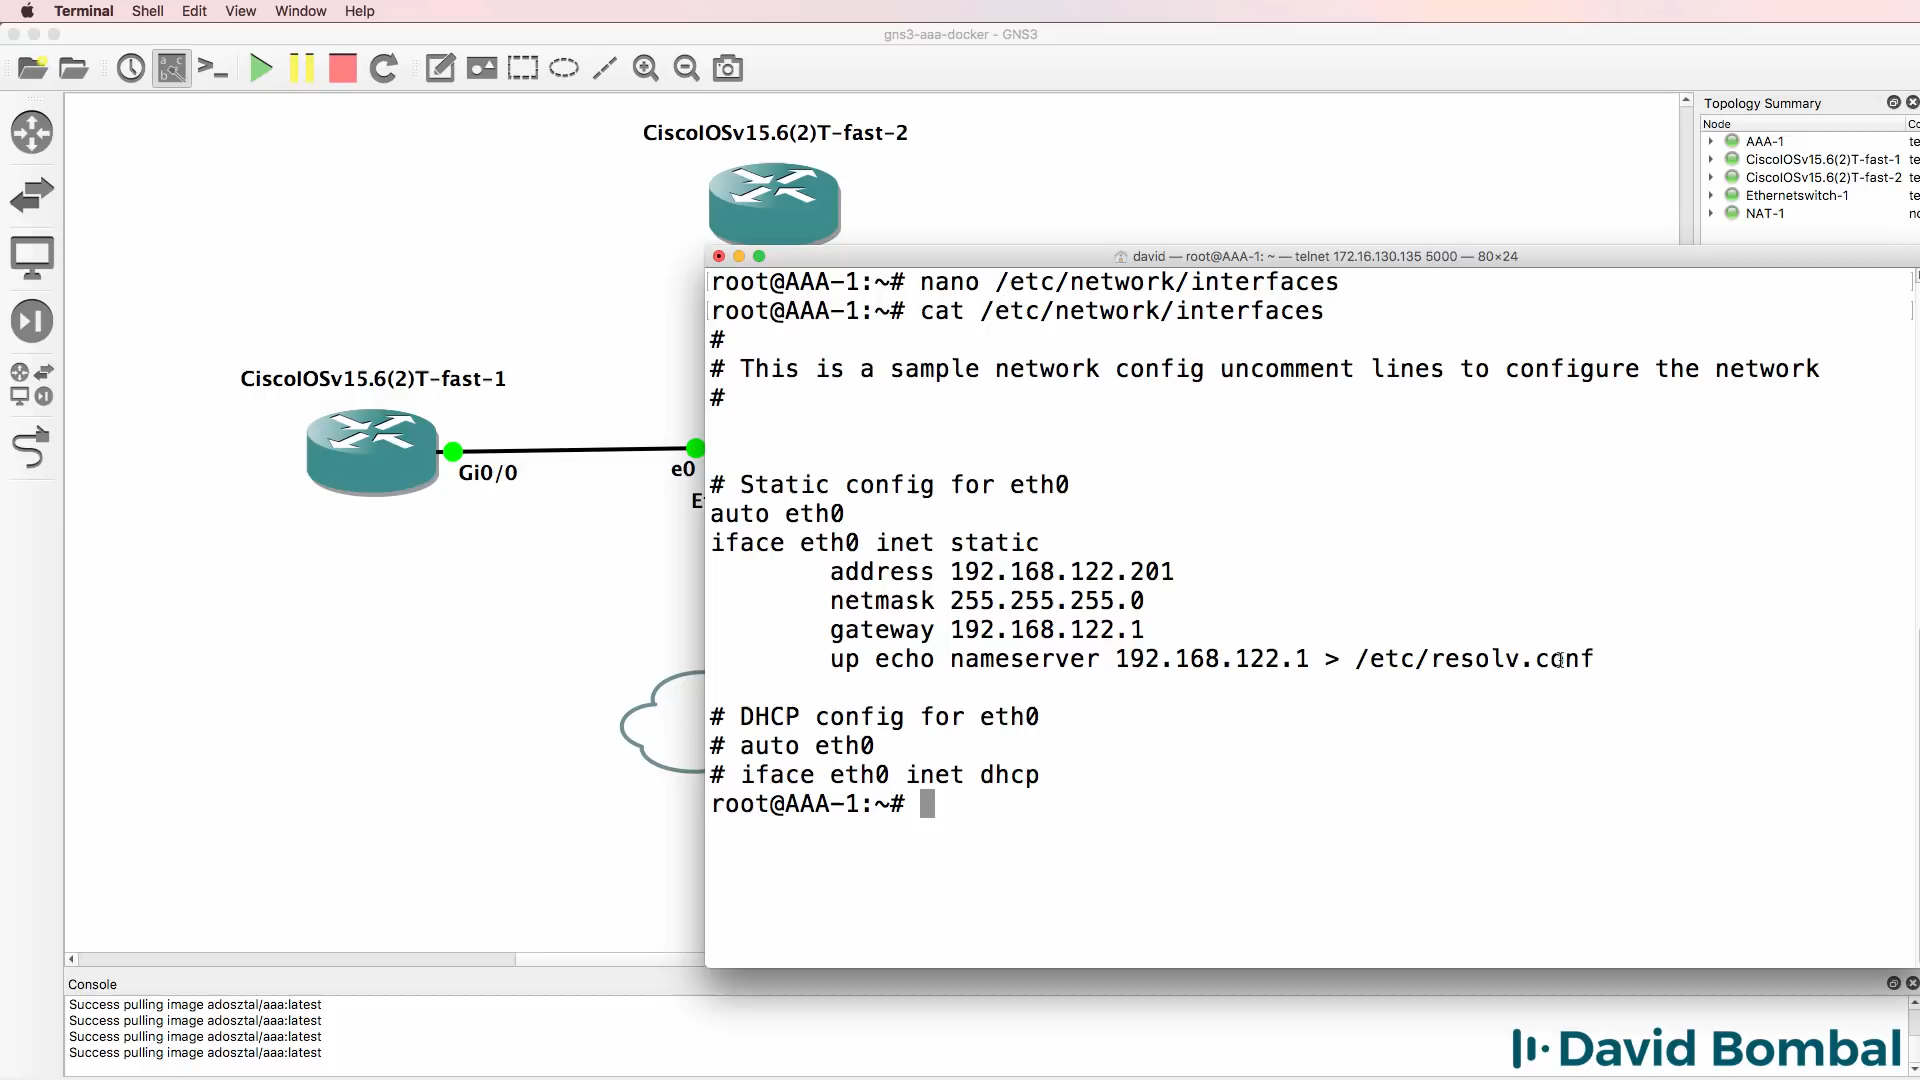 Terminal Shell Edit View Window Help
gns3-aaa-docker - GNS3
CiscoIOSv15.6(2)T-fast-2
Topology Summary
Node
AAA-1
CiscoIOSv15.6(2)T-fast-1
CiscoIOSv15.6(2)T-fast-2
Ethernetswitch-1
NAT-1
CiscoIOSv15.6(2)T-fast-1
Gi0/0
e0
david — root@AAA-1: ~ — telnet 172.16.130.135 5000 — 80×24
root@AAA-1:~# nano /etc/network/interfaces
root@AAA-1:~# cat /etc/network/interfaces
#
# This is a sample network config uncomment lines to configure the network
#
# Static config for eth0
auto eth0
iface eth0 inet static
address 192.168.122.201
netmask 255.255.255.0
gateway 192.168.122.1
up echo nameserver 192.168.122.1 > /etc/resolv.conf
# DHCP config for eth0
# auto eth0
# iface eth0 inet dhcp
root@AAA-1:~#
Console
Success pulling image adosztal/aaa:latest
Success pulling image adosztal/aaa:latest
Success pulling image adosztal/aaa:latest
Success pulling image adosztal/aaa:latest
David Bombal